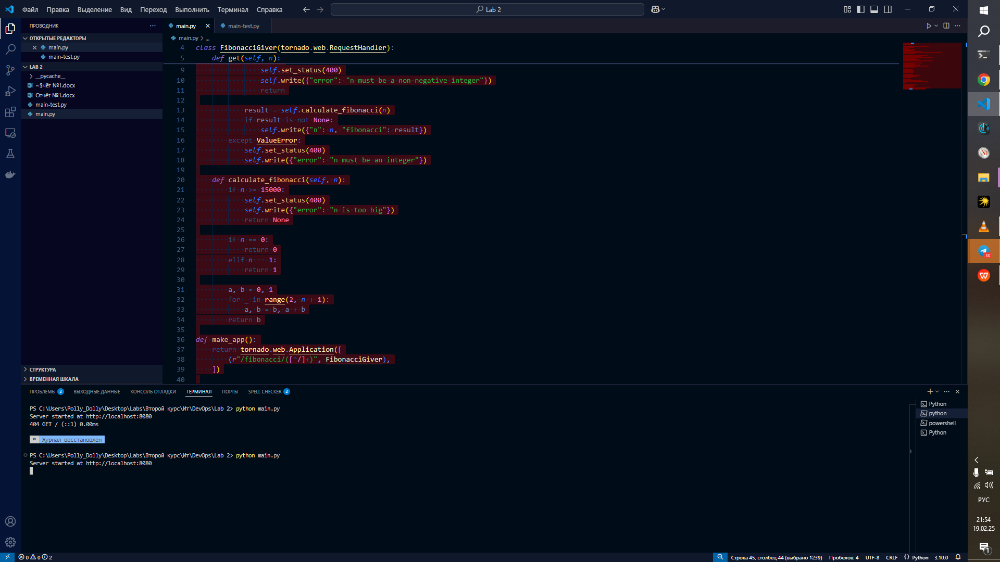 Файл Правка Выделение Вид Переход Выполнить Терминал Справка
Lab 2
ПРОВОДНИК
main.py
main-test.py
ОТКРЫТЫЕ РЕДАКТОРЫ
main.py
main-test.py
LAB 2
__pycache__
~$чёт №1.docx
Отчёт №1.docx
main-test.py
main.py
СТРУКТУРА
ВРЕМЕННАЯ ШКАЛА
main.py > ...
4 class FibonacciGiver(tornado.web.RequestHandler):
5 def get(self, n):
9 self.set_status(400)
10 self.write({"error": "n must be a non-negative integer"})
11 return
12
13 result = self.calculate_fibonacci(n)
14 if result is not None:
15 self.write({"n": n, "fibonacci": result})
16 except ValueError:
17 self.set_status(400)
18 self.write({"error": "n must be an integer"})
19
20 def calculate_fibonacci(self, n):
21 if n >= 15000:
22 self.set_status(400)
23 self.write({"error": "n is too big"})
24 return None
25
26 if n == 0:
27 return 0
28 elif n == 1:
29 return 1
30
31 a, b = 0, 1
32 for _ in range(2, n + 1):
33 a, b = b, a + b
34 return b
35
36 def make_app():
37 return tornado.web.Application([
38 (r"/fibonacci/([^/]+)", FibonacciGiver),
39 ])
40
ПРОБЛЕМЫ 2 ВЫХОДНЫЕ ДАННЫЕ КОНСОЛЬ ОТЛАДКИ ТЕРМИНАЛ ПОРТЫ SPELL CHECKER 2
PS C:\Users\Polly_Dolly\Desktop\Labs\Второй курс\Ит\DevOps\Lab 2> python main.py
Server started at http://localhost:8080
404 GET / (::1) 0.00ms
* Журнал восстановлен
PS C:\Users\Polly_Dolly\Desktop\Labs\Второй курс\Ит\DevOps\Lab 2> python main.py
Server started at http://localhost:8080
Python
python
powershell
Python
0 0 2
Строка 45, столбец 44 (выбрано 1239) Пробелов: 4 UTF-8 CRLF Python 3.10.0
.50
РУС
21:54
19.02.25
1